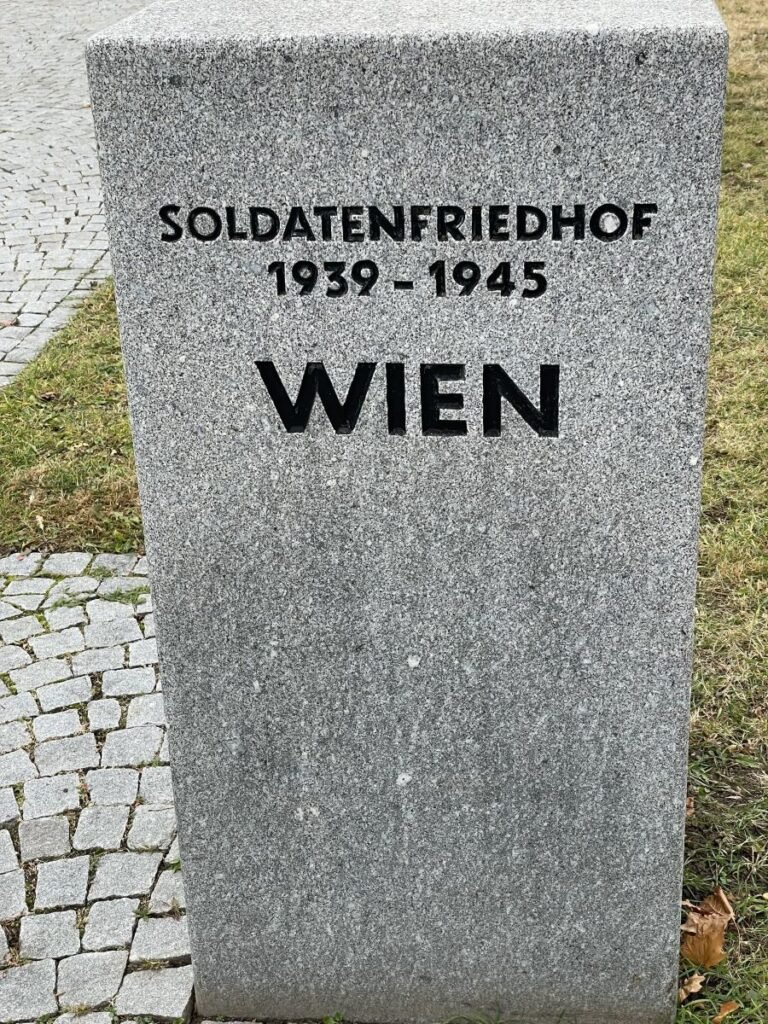 SOLDATENFRIEDHOF
1939 – 1945
WIEN